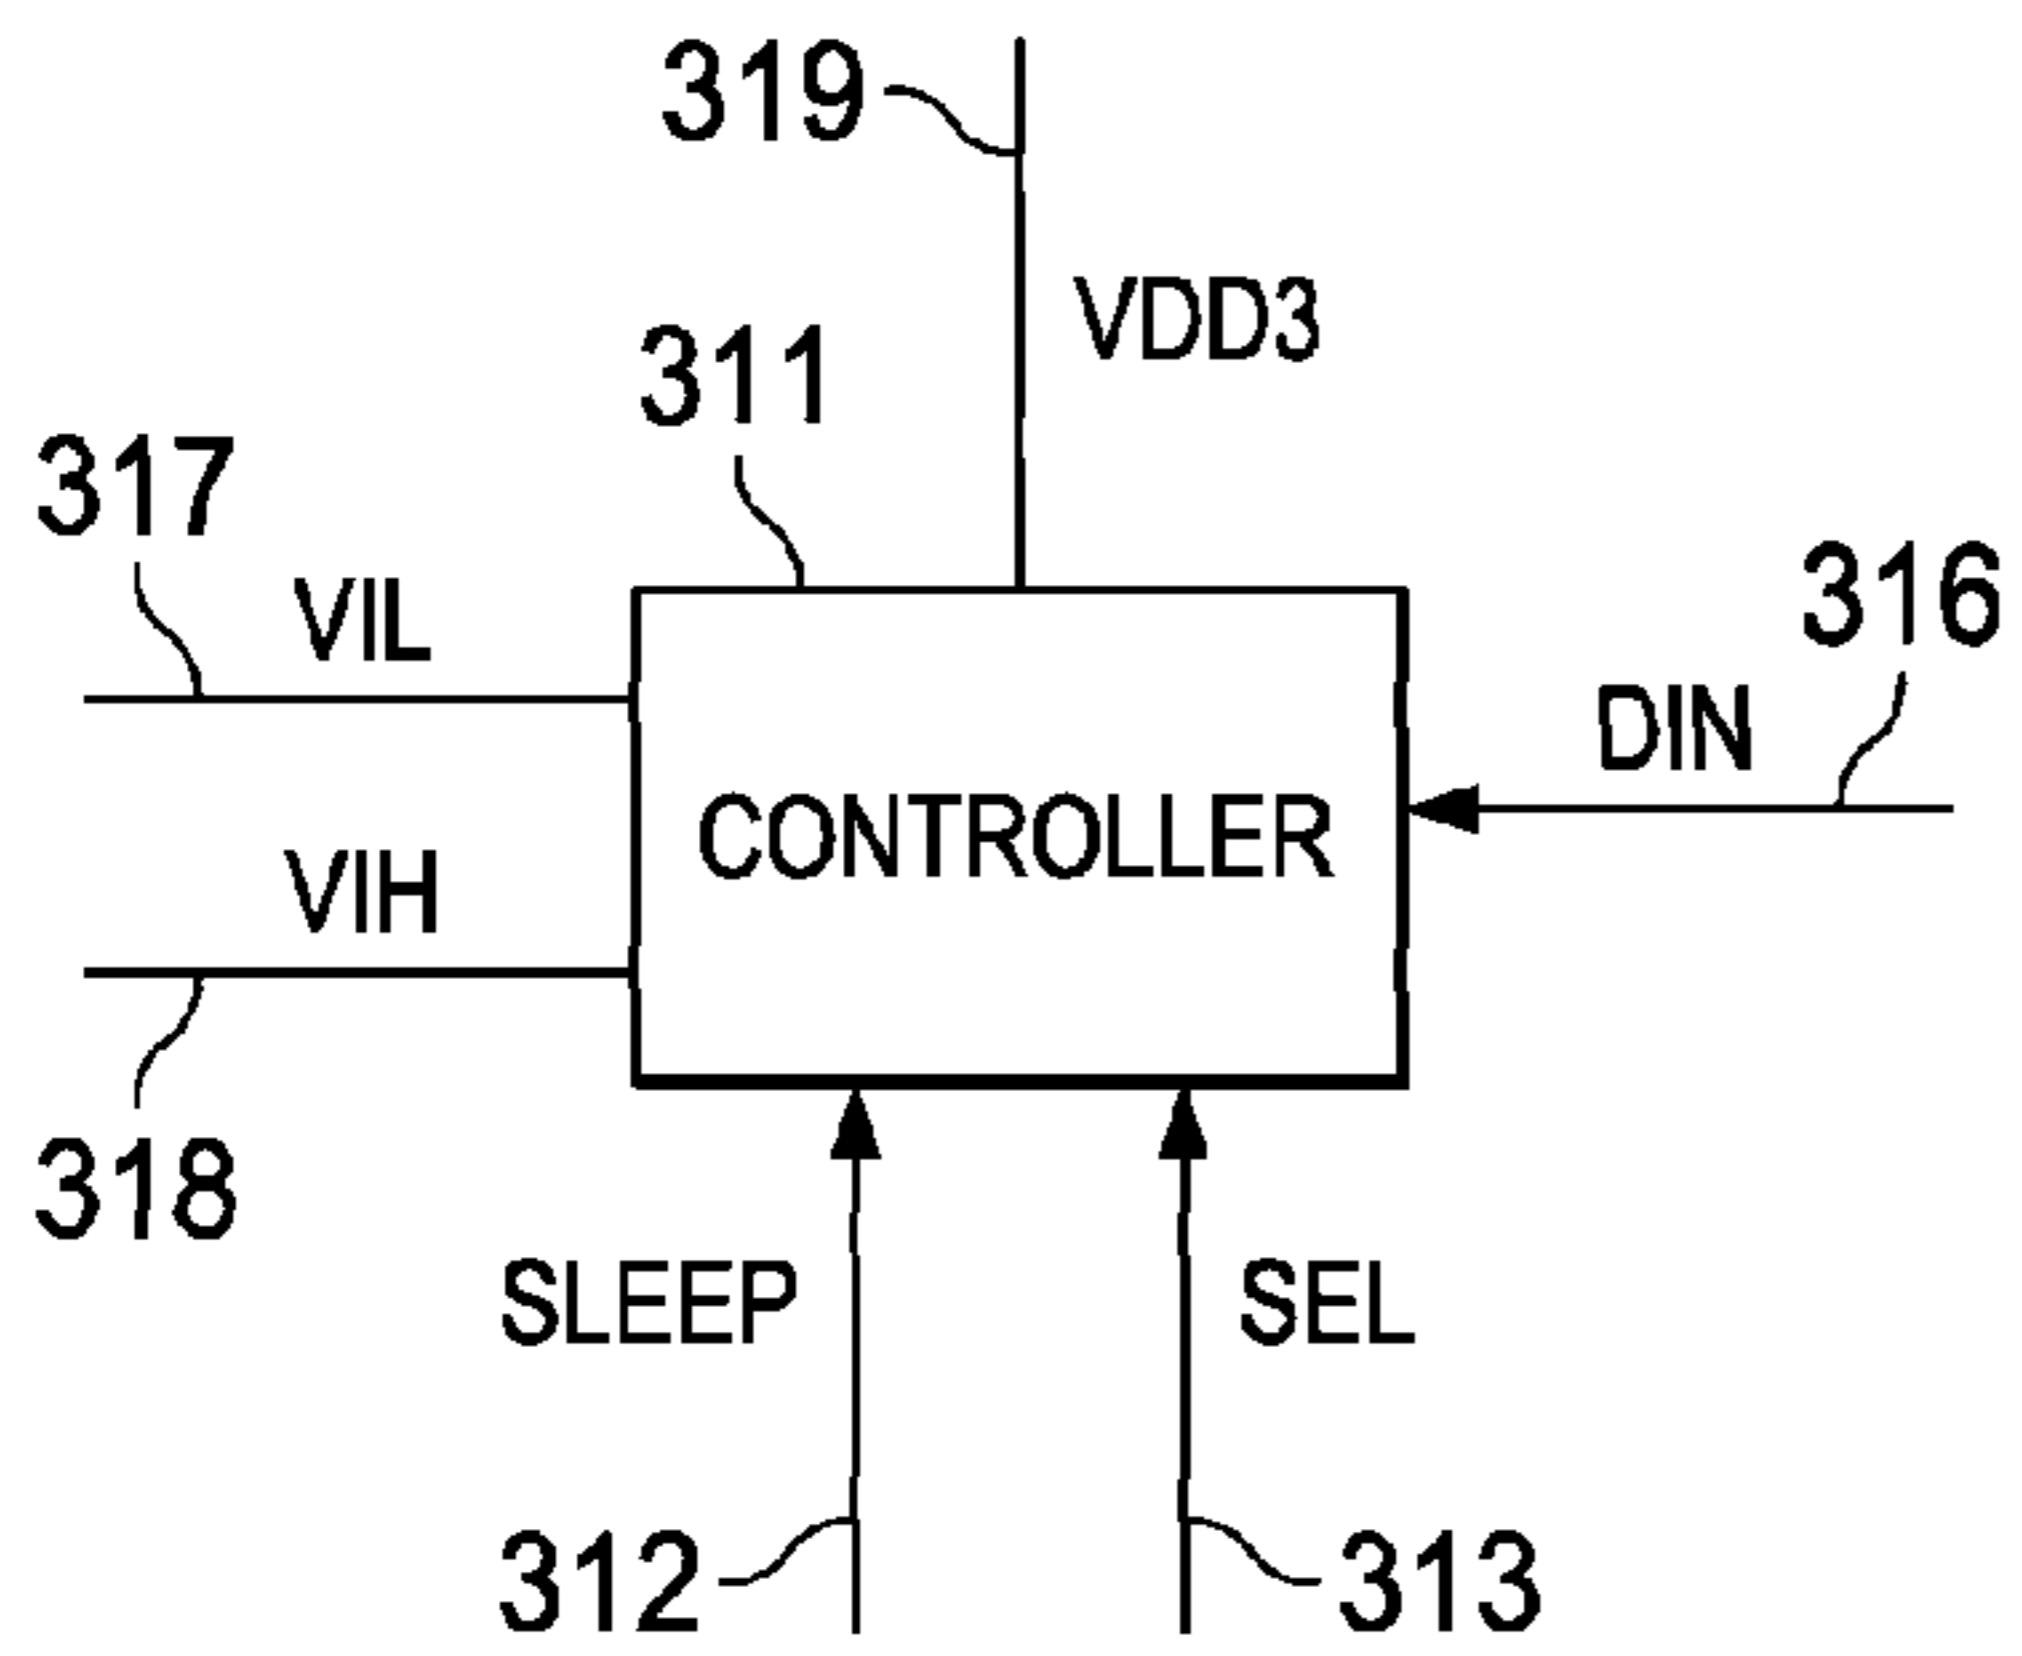 319
VDD3
311
317
VIL
316
DIN
CONTROLLER
VIH
318
SLEEP
SEL
312
313